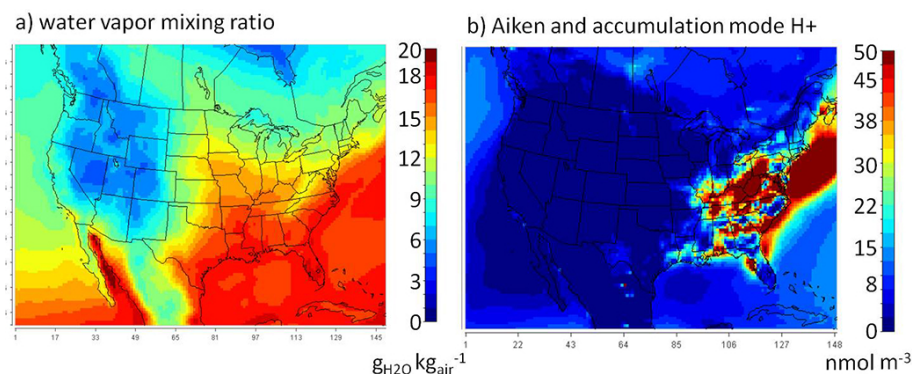 a) water vapor mixing ratio
20
18
15
12
9
6
3
0
1 17 33 49 65 81 97 113 129 145
gH2O kgair-1
b) Aiken and accumulation mode H+
50
45
38
30
22
15
8
0
1 22 43 64 85 106 127 148
nmol m-3